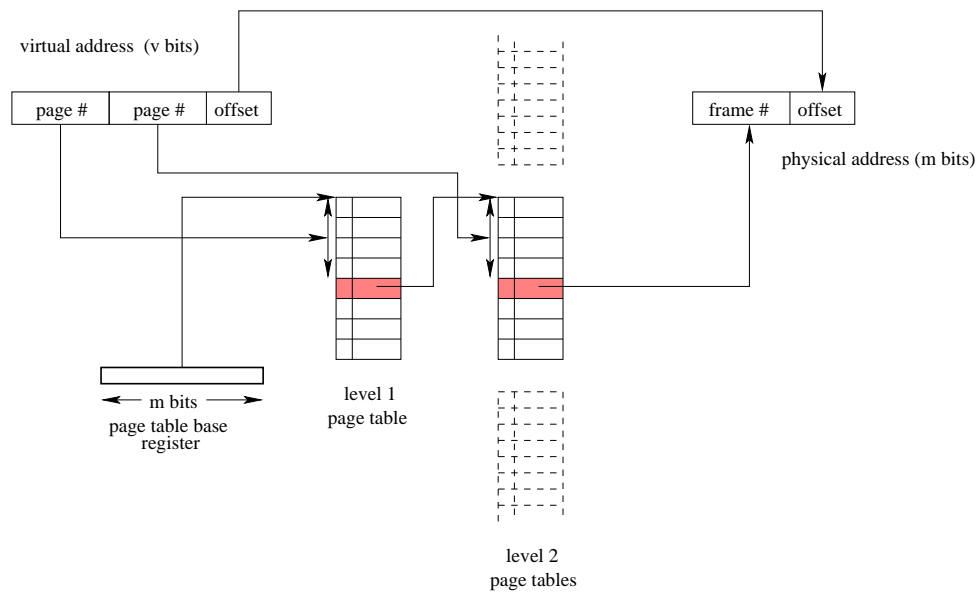 virtual address (v bits)
page #
page #
offset
frame #
offset
physical address (m bits)
m bits
page table base
register
level 1
page table
level 2
page tables